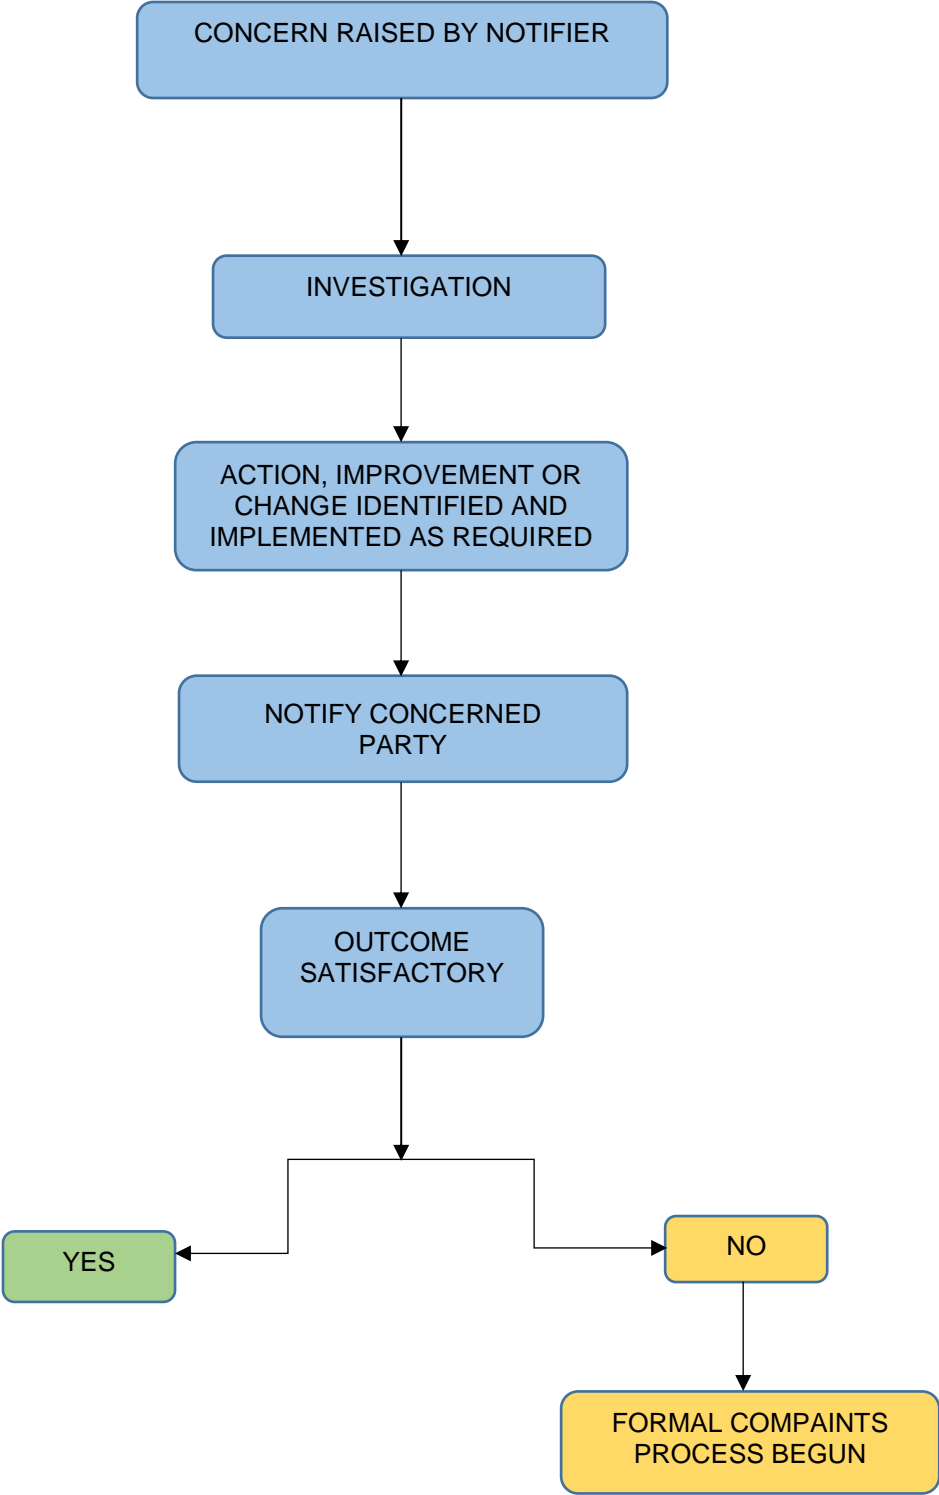 CONCERN RAISED BY NOTIFIER
INVESTIGATION
ACTION, IMPROVEMENT OR
CHANGE IDENTIFIED AND
IMPLEMENTED AS REQUIRED
NOTIFY CONCERNED
PARTY
OUTCOME
SATISFACTORY
YES
NO
FORMAL COMPAINTS
PROCESS BEGUN